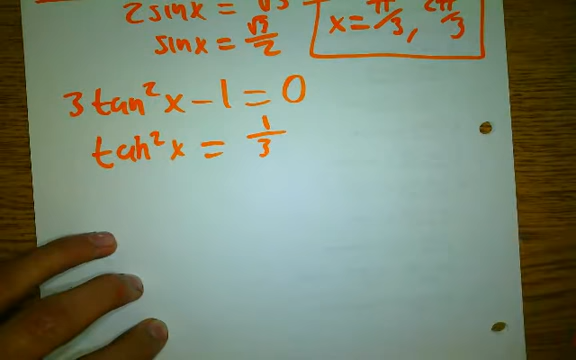 2sinx = √3
sinx = √3/2
x = π/3, 2π/3
3tan²x - 1 = 0
tan²x = 1/3